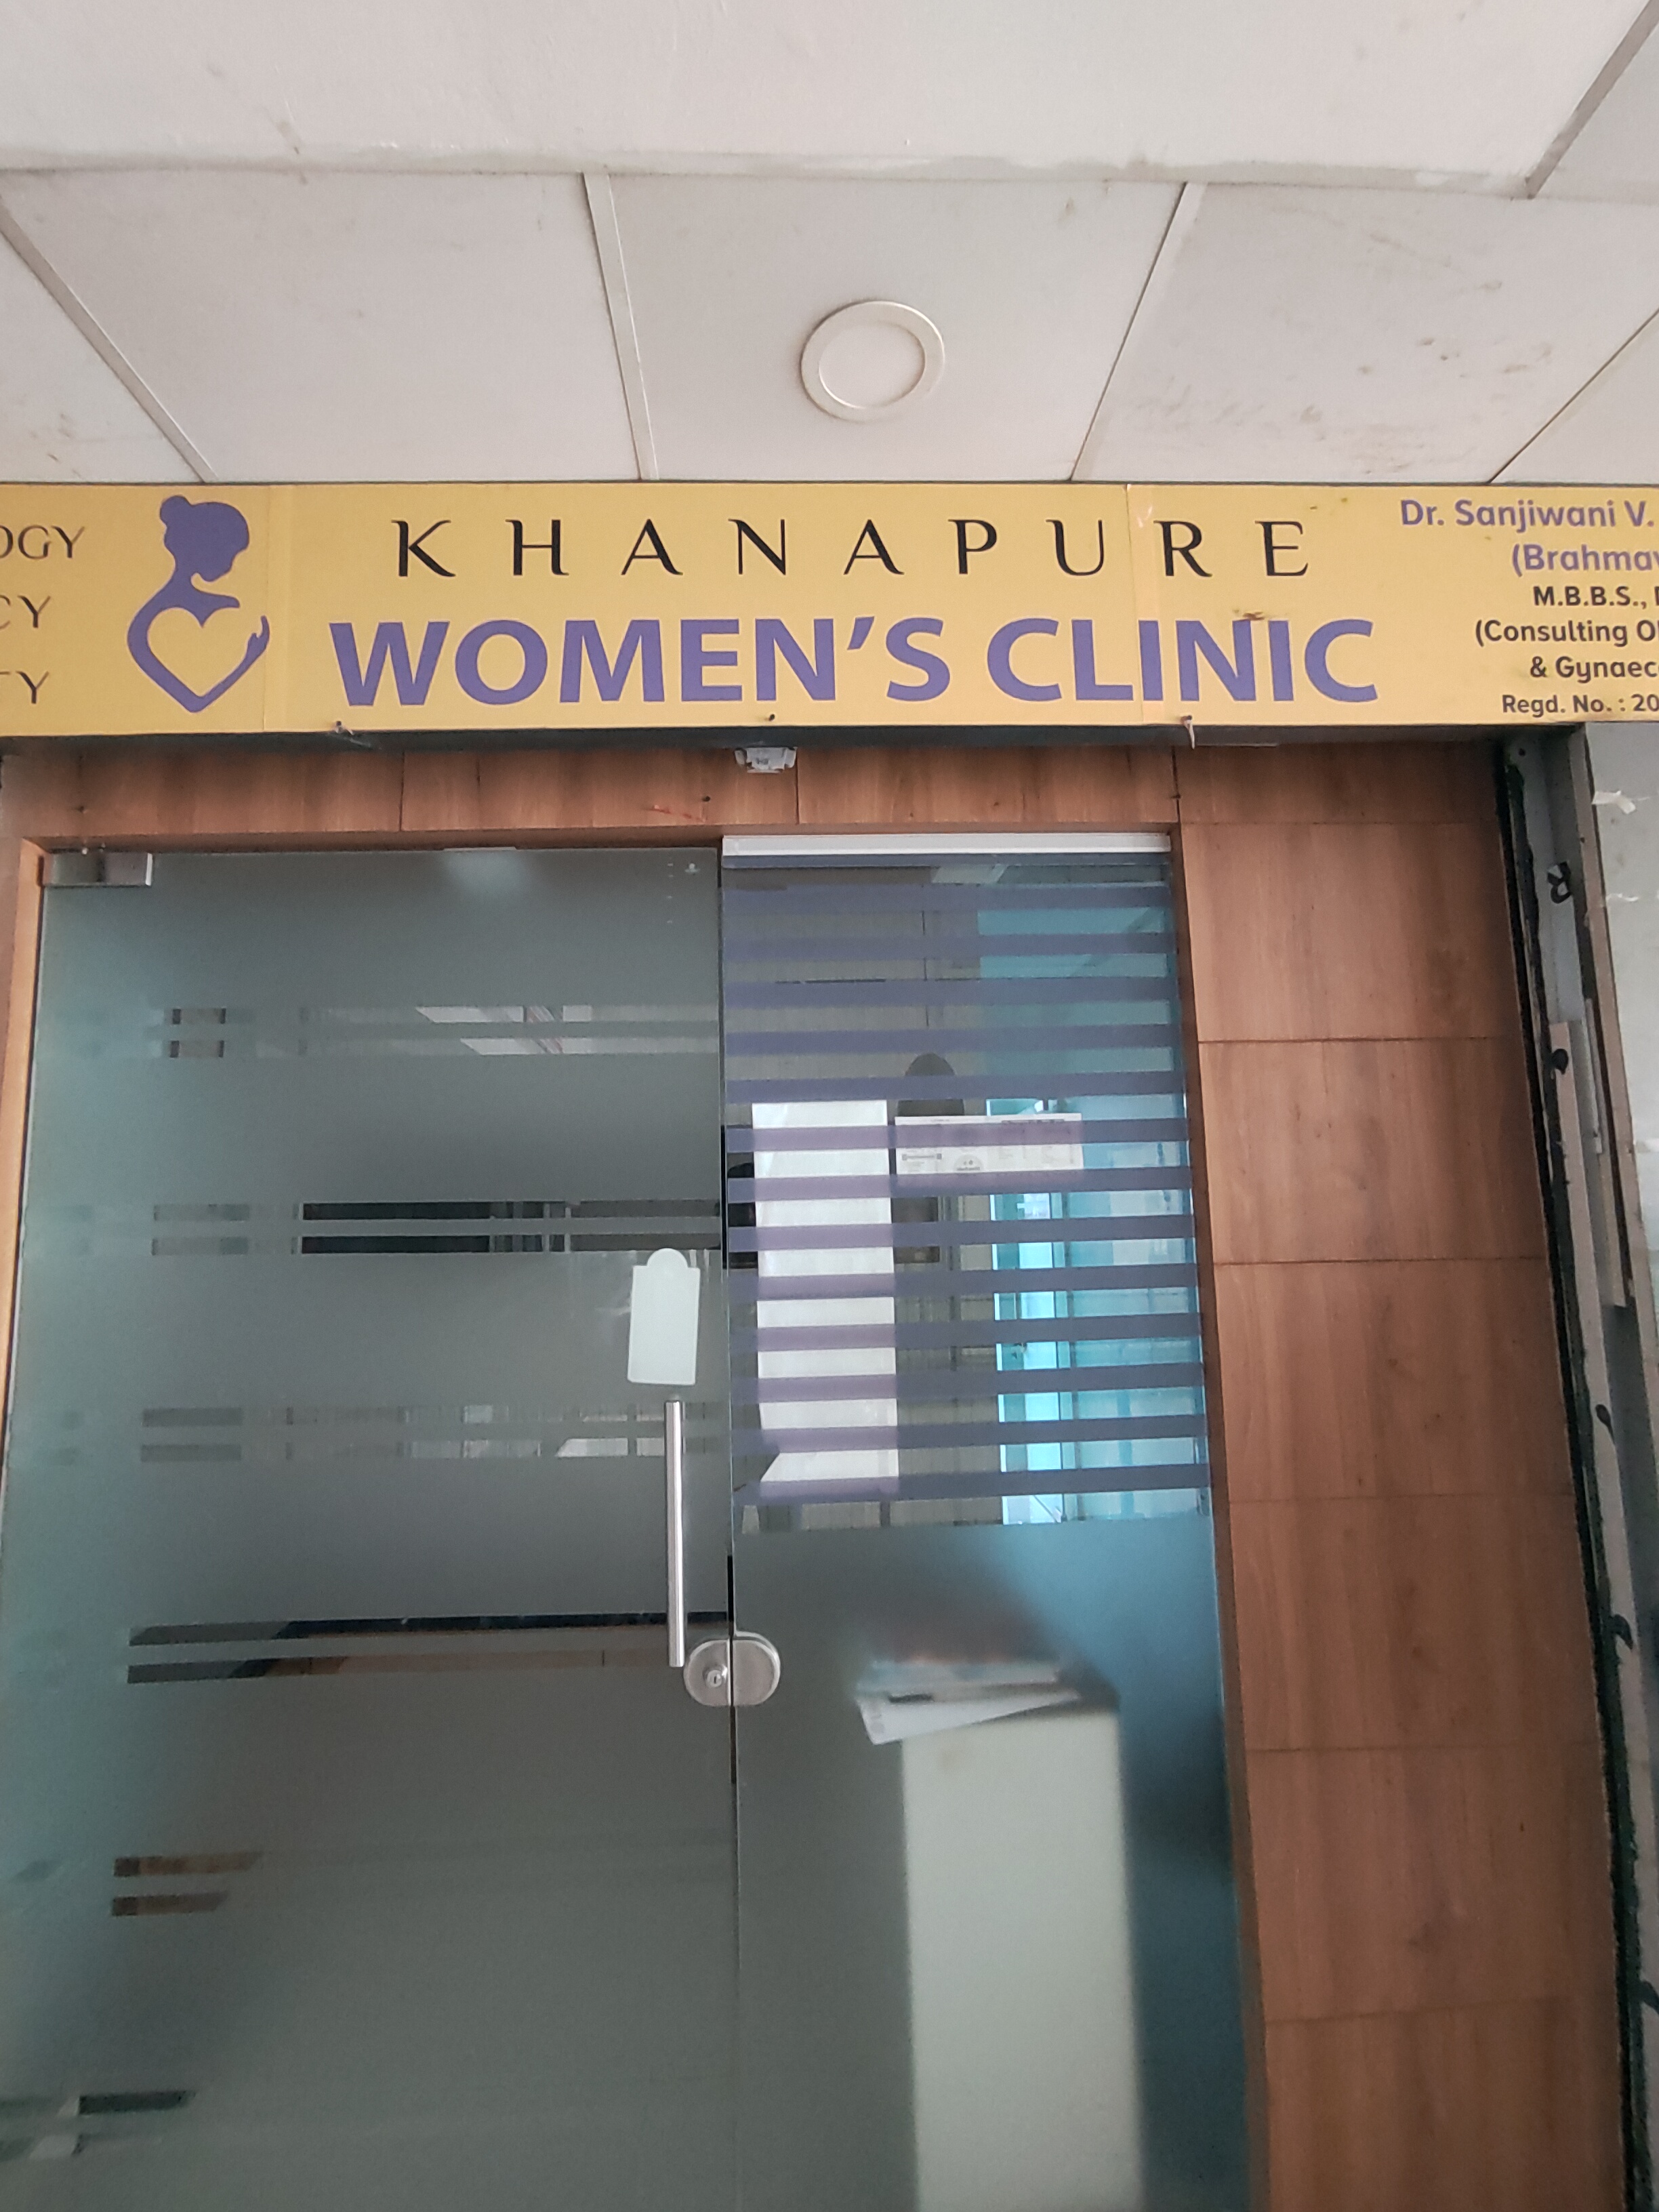 OGY
CY
TY
KHANAPURE
WOMEN'S CLINIC
Dr. Sanjiwani V.
(Brahmav
M.B.B.S.,
(Consulting O
& Gynaec
Regd. No. : 20